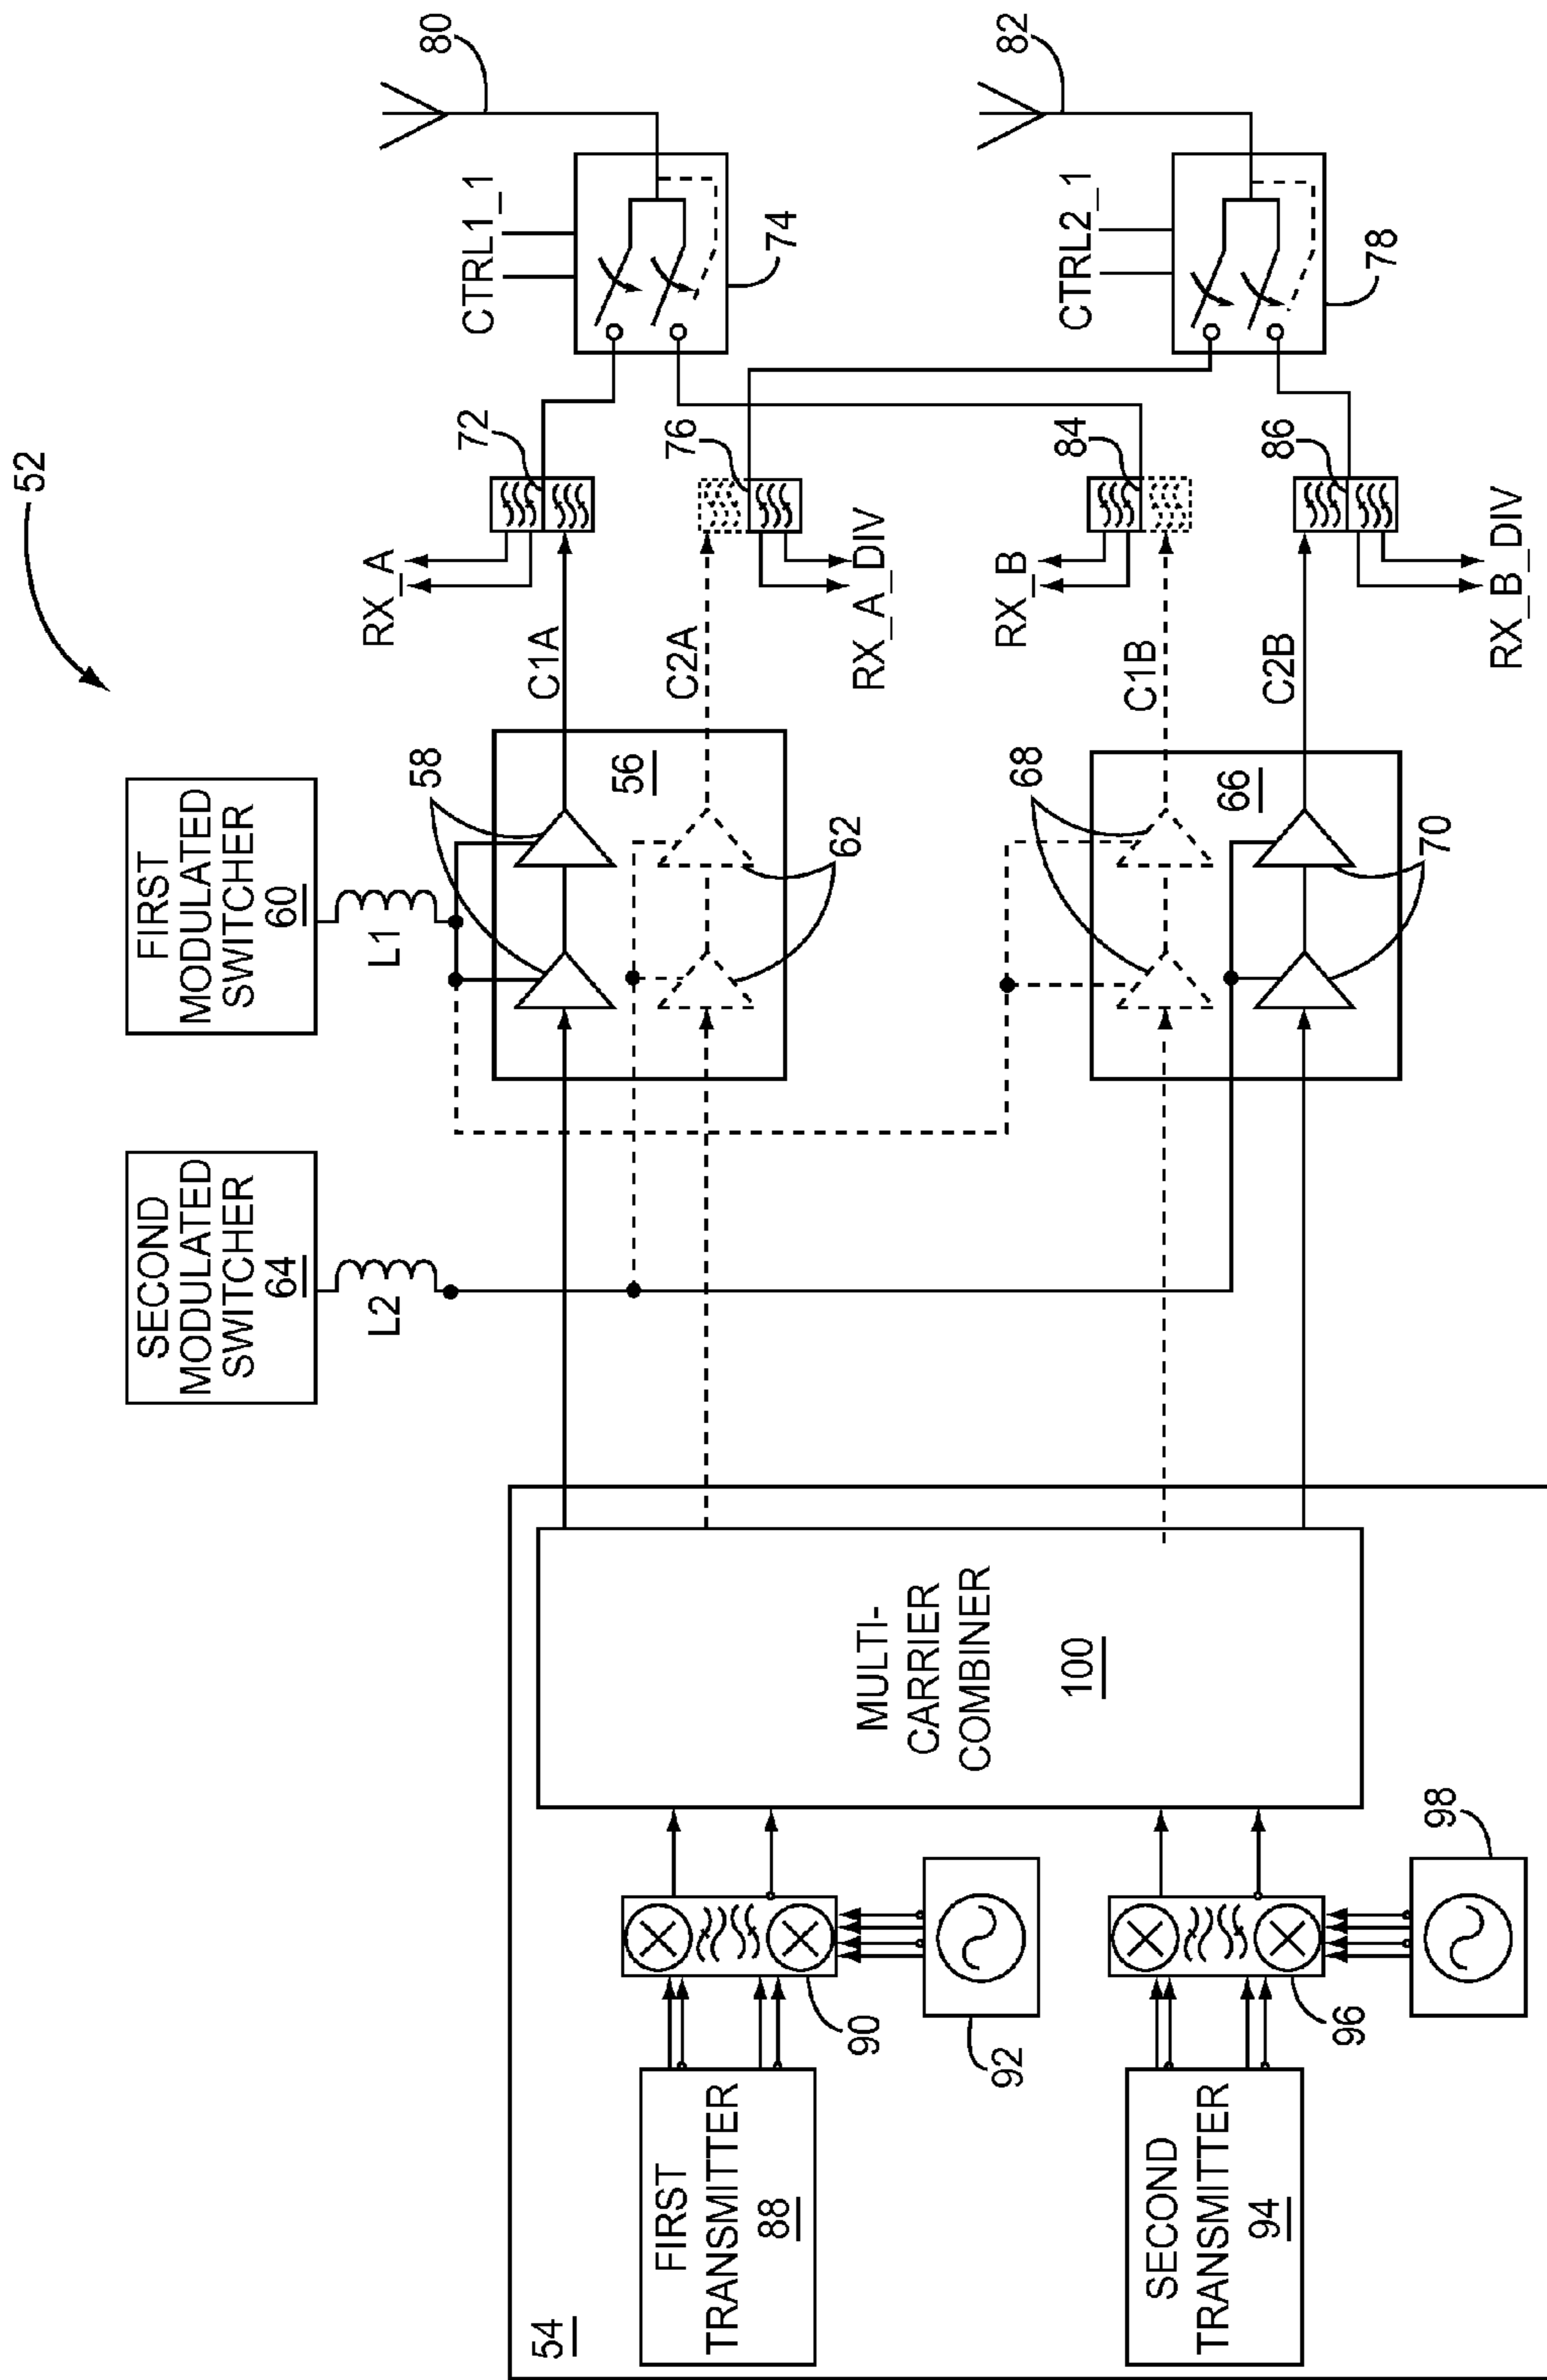 52
54
FIRST
TRANSMITTER
88
90
92
SECOND
TRANSMITTER
94
96
98
MULTI-
CARRIER
COMBINER
100
SECOND
MODULATED
SWITCHER
64
L2
FIRST
MODULATED
SWITCHER
60
L1
58
56
62
68
66
70
C1A
C2A
C1B
C2B
RX_A
72
76
RX_A_DIV
RX_B
84
86
RX_B_DIV
CTRL1_1
74
80
CTRL2_1
78
82